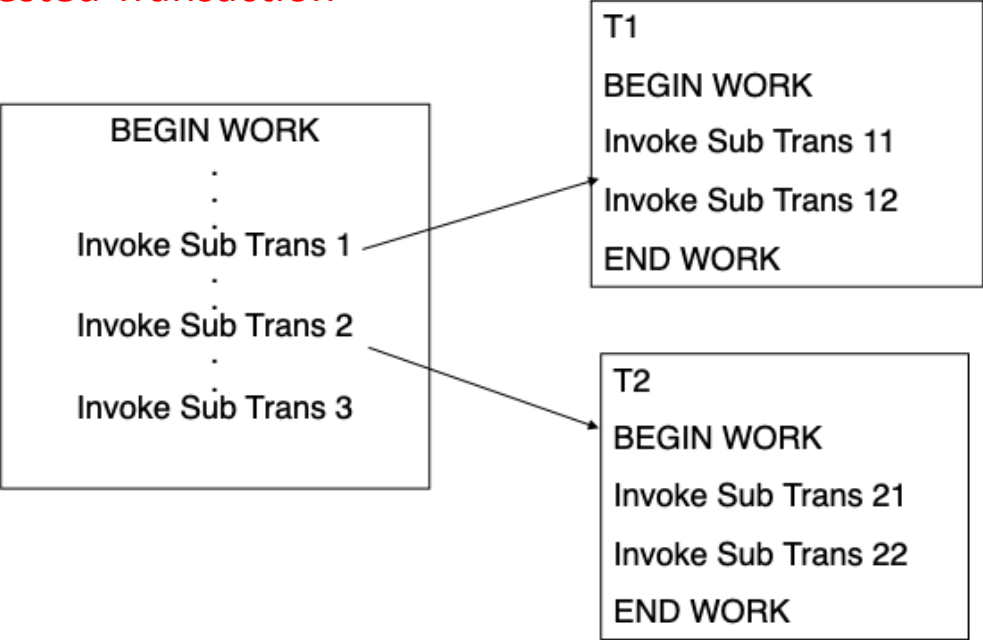 Transaction
BEGIN WORK
.
.
.
Invoke Sub Trans 1
.
.
Invoke Sub Trans 2
.
.
Invoke Sub Trans 3
T1
BEGIN WORK
Invoke Sub Trans 11
Invoke Sub Trans 12
END WORK
T2
BEGIN WORK
Invoke Sub Trans 21
Invoke Sub Trans 22
END WORK